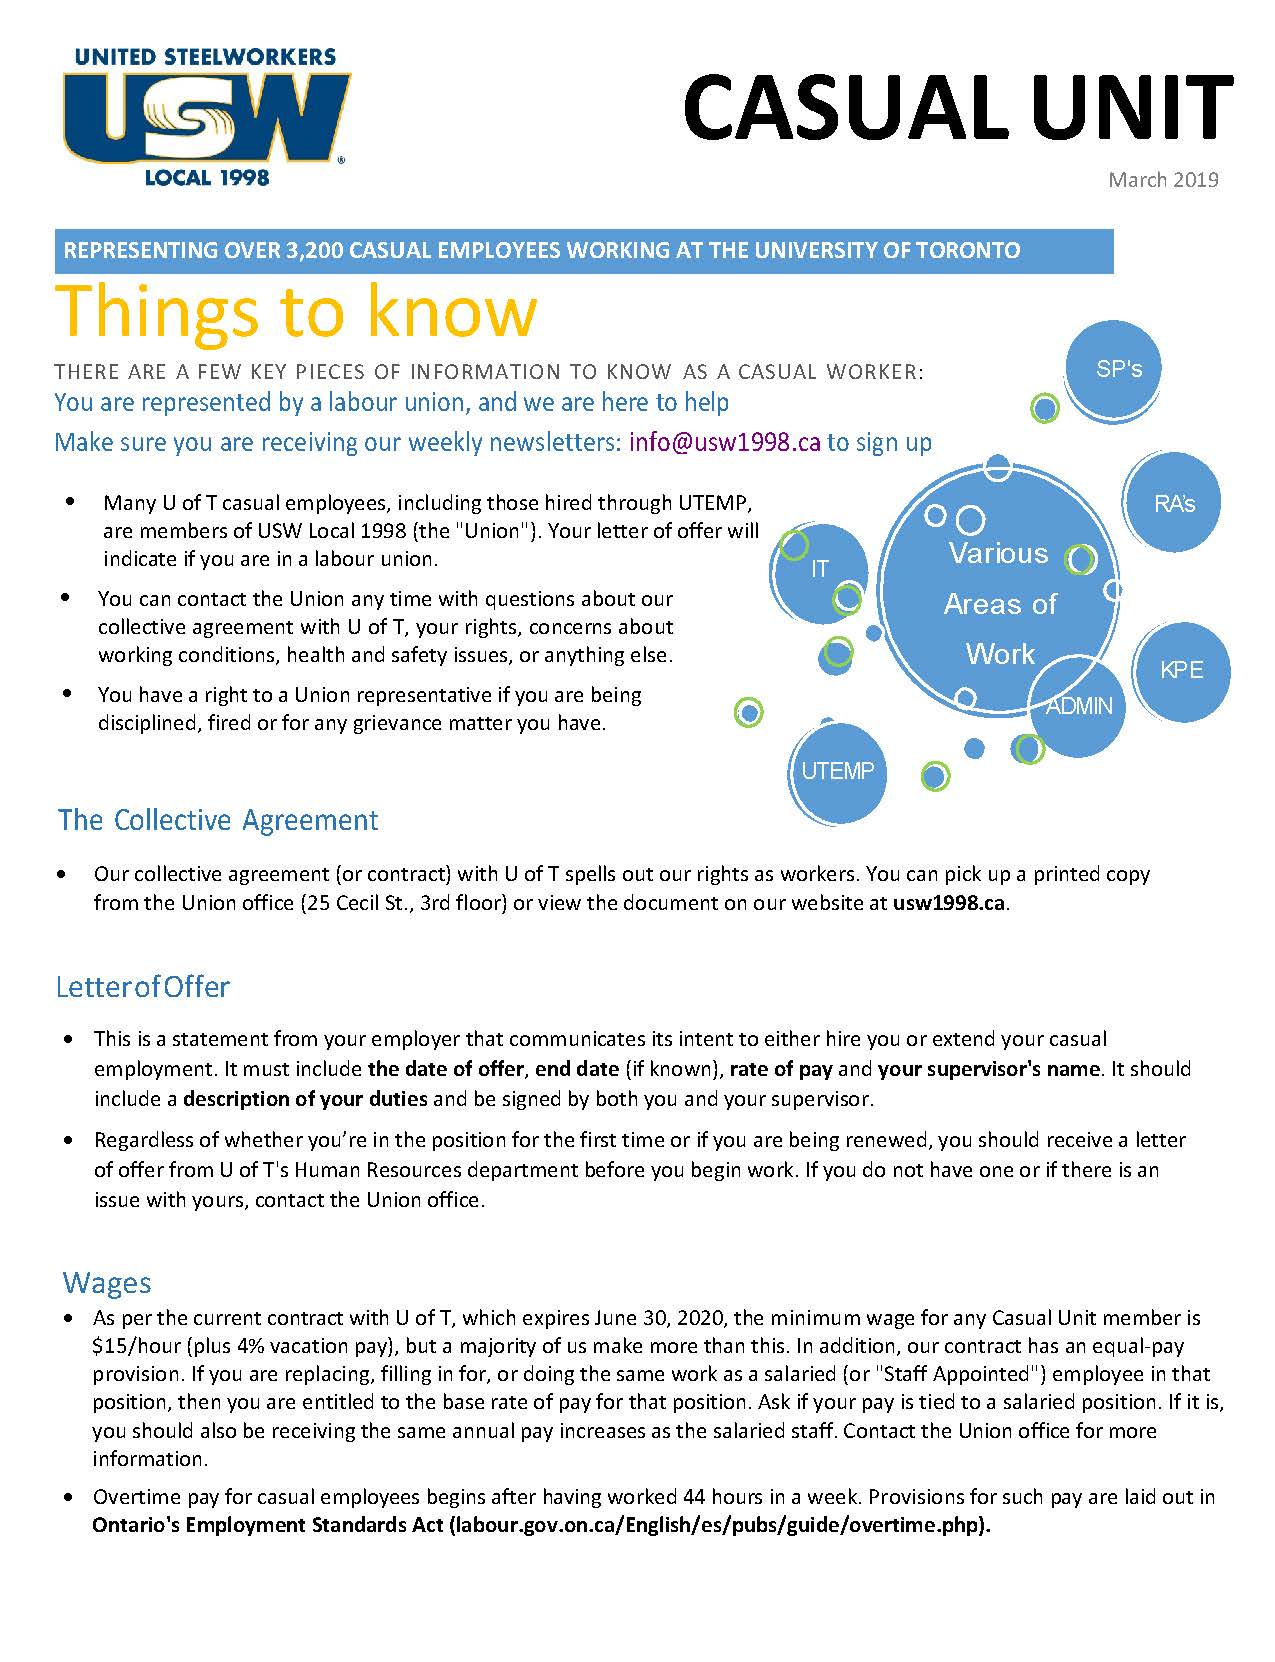 UNITED STEELWORKERS
USW
®
LOCAL 1998
CASUAL UNIT
March 2019
REPRESENTING OVER 3,200 CASUAL EMPLOYEES WORKING AT THE UNIVERSITY OF TORONTO
Things to know
THERE ARE A FEW KEY PIECES OF INFORMATION TO KNOW AS A CASUAL WORKER:
You are represented by a labour union, and we are here to help
Make sure you are receiving our weekly newsletters: info@usw1998.ca to sign up
• Many U of T casual employees, including those hired through UTEMP,
are members of USW Local 1998 (the "Union"). Your letter of offer will
indicate if you are in a labour union.
• You can contact the Union any time with questions about our
collective agreement with U of T, your rights, concerns about
working conditions, health and safety issues, or anything else.
• You have a right to a Union representative if you are being
disciplined, fired or for any grievance matter you have.
SP's
RA's
IT
Various
Areas of
Work
KPE
ADMIN
UTEMP
The Collective Agreement
• Our collective agreement (or contract) with U of T spells out our rights as workers. You can pick up a printed copy
from the Union office (25 Cecil St., 3rd floor) or view the document on our website at usw1998.ca.
Letter of Offer
• This is a statement from your employer that communicates its intent to either hire you or extend your casual
employment. It must include the date of offer, end date (if known), rate of pay and your supervisor's name. It should
include a description of your duties and be signed by both you and your supervisor.
• Regardless of whether you’re in the position for the first time or if you are being renewed, you should receive a letter
of offer from U of T's Human Resources department before you begin work. If you do not have one or if there is an
issue with yours, contact the Union office.
Wages
• As per the current contract with U of T, which expires June 30, 2020, the minimum wage for any Casual Unit member is
$15/hour (plus 4% vacation pay), but a majority of us make more than this. In addition, our contract has an equal-pay
provision. If you are replacing, filling in for, or doing the same work as a salaried (or "Staff Appointed") employee in that
position, then you are entitled to the base rate of pay for that position. Ask if your pay is tied to a salaried position. If it is,
you should also be receiving the same annual pay increases as the salaried staff. Contact the Union office for more
information.
• Overtime pay for casual employees begins after having worked 44 hours in a week. Provisions for such pay are laid out in
Ontario's Employment Standards Act (labour.gov.on.ca/English/es/pubs/guide/overtime.php).